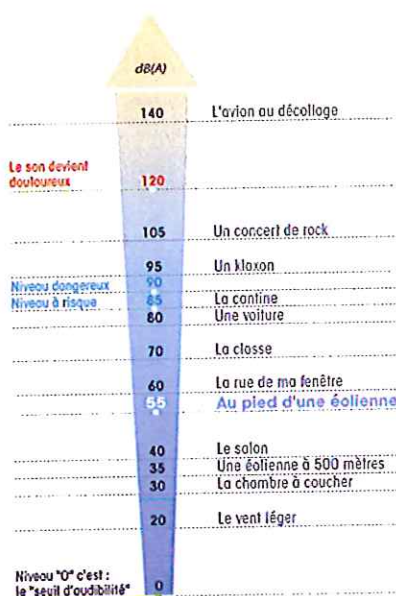 dB(A)
140 L'avion au décollage
Le son devient
douloureux
120
105 Un concert de rock
95 Un klaxon
Niveau dangereux 90
Niveau à risque 85 La cantine
80 Une voiture
70 La classe
60 La rue de ma fenêtre
55 Au pied d'une éolienne
40 Le salon
35 Une éolienne à 500 mètres
30 La chambre à coucher
20 Le vent léger
Niveau "0" c'est :
le "seuil d'audibilité"
0